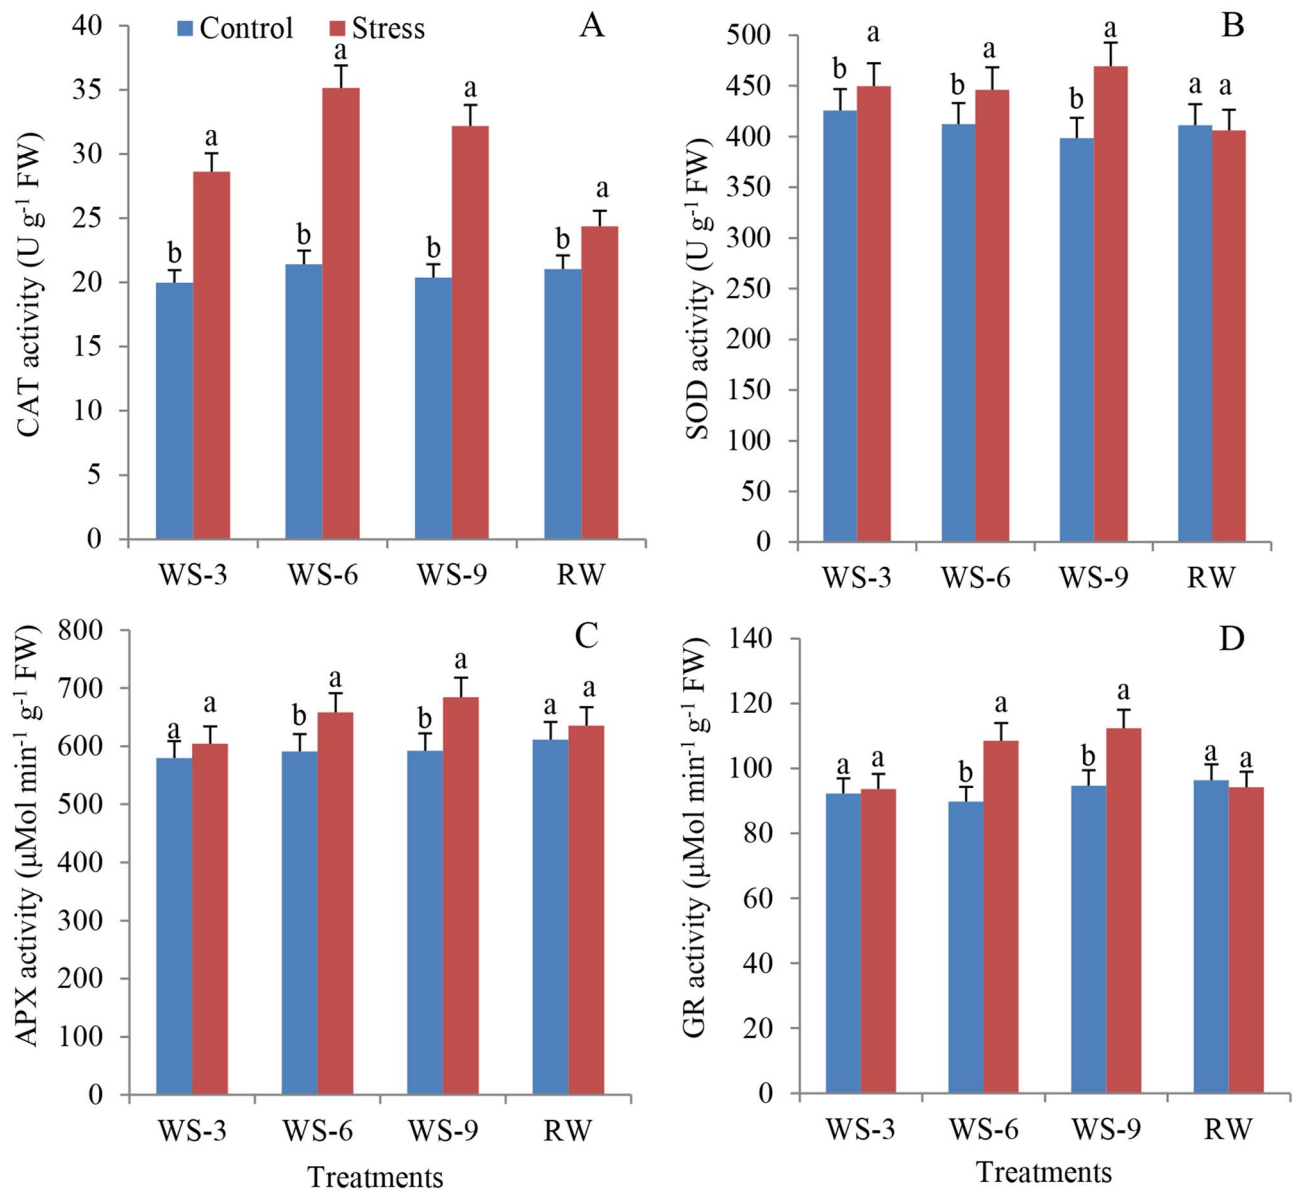 A
Control Stress
CAT activity (U g-1 FW)
40
35
30
25
20
15
10
5
0
a
a
a
a
b
b
b
b
WS-3 WS-6 WS-9 RW
B
SOD activity (U g-1 FW)
500
450
400
350
300
250
200
150
100
50
0
b a b a b a a a
WS-3 WS-6 WS-9 RW
C
APX activity (µMol min-1 g-1 FW)
800
700
600
500
400
300
200
100
0
a a b a b a a a
WS-3 WS-6 WS-9 RW
Treatments
D
GR activity (µMol min-1 g-1 FW)
140
120
100
80
60
40
20
0
a a b a b a a a
WS-3 WS-6 WS-9 RW
Treatments